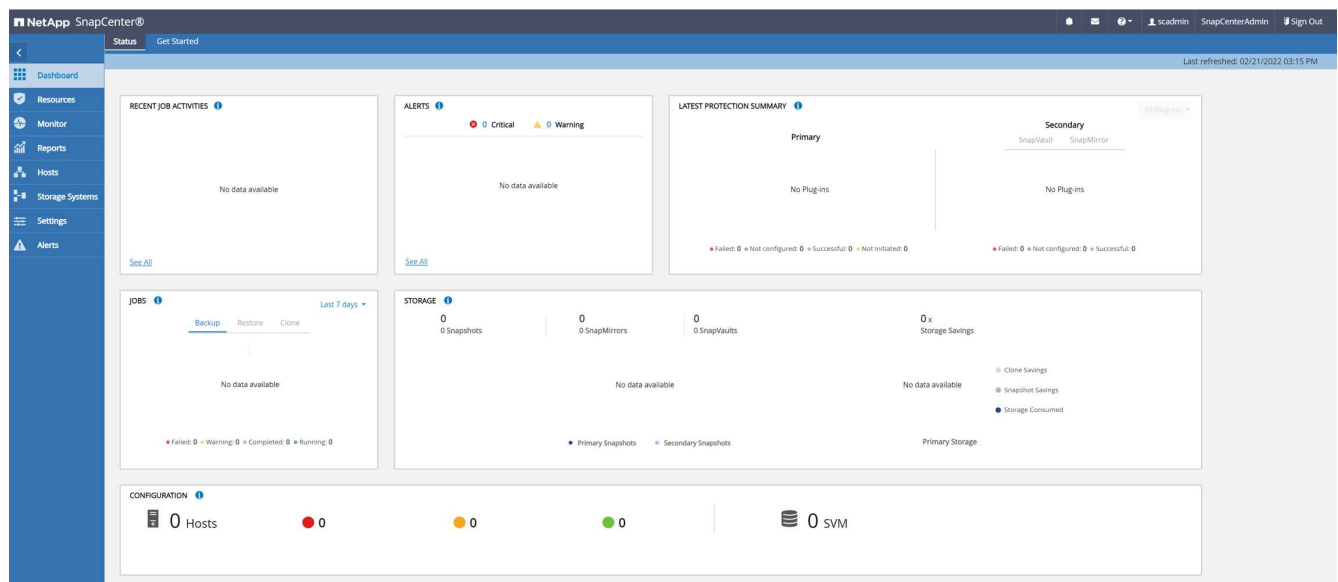 NetApp SnapCenter®
scadmin SnapCenterAdmin Sign Out
Status Get Started
Last refreshed: 02/21/2022 03:15 PM
Dashboard
Resources
Monitor
Reports
Hosts
Storage Systems
Settings
Alerts
RECENT JOB ACTIVITIES
No data available
See All
ALERTS
0 Critical 0 Warning
No data available
See All
LATEST PROTECTION SUMMARY
No Plug-ins
Primary
No Plug-ins
Failed: 0 Not configured: 0 Successful: 0 Not initiated: 0
Secondary
SnapVault SnapMirror
No Plug-ins
Failed: 0 Not configured: 0 Successful: 0
JOBS
Last 7 days
Backup Restore Clone
No data available
Failed: 0 Warning: 0 Completed: 0 Running: 0
STORAGE
0
0 Snapshots
0
0 SnapMirrors
0
0 SnapVaults
0 x
Storage Savings
No data available
Primary Snapshots Secondary Snapshots
No data available
Clone Savings
Snapshot Savings
Storage Consumed
Primary Storage
CONFIGURATION
0 Hosts 0 0 0 0 SVM